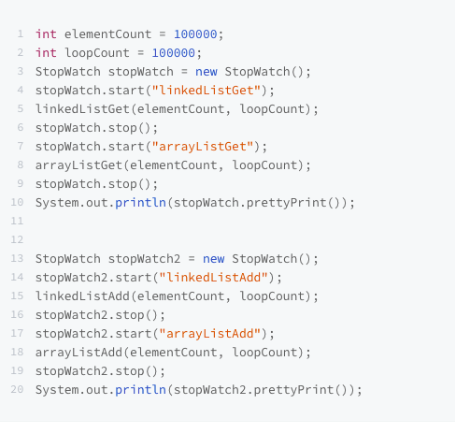 1 int elementCount = 100000;
2 int loopCount = 100000;
3 StopWatch stopWatch = new StopWatch();
4 stopWatch.start("linkedListGet");
5 linkedListGet(elementCount, loopCount);
6 stopWatch.stop();
7 stopWatch.start("arrayListGet");
8 arrayListGet(elementCount, loopCount);
9 stopWatch.stop();
10 System.out.println(stopWatch.prettyPrint());
11
12
13 StopWatch stopWatch2 = new StopWatch();
14 stopWatch2.start("linkedListAdd");
15 linkedListAdd(elementCount, loopCount);
16 stopWatch2.stop();
17 stopWatch2.start("arrayListAdd");
18 arrayListAdd(elementCount, loopCount);
19 stopWatch2.stop();
20 System.out.println(stopWatch2.prettyPrint());